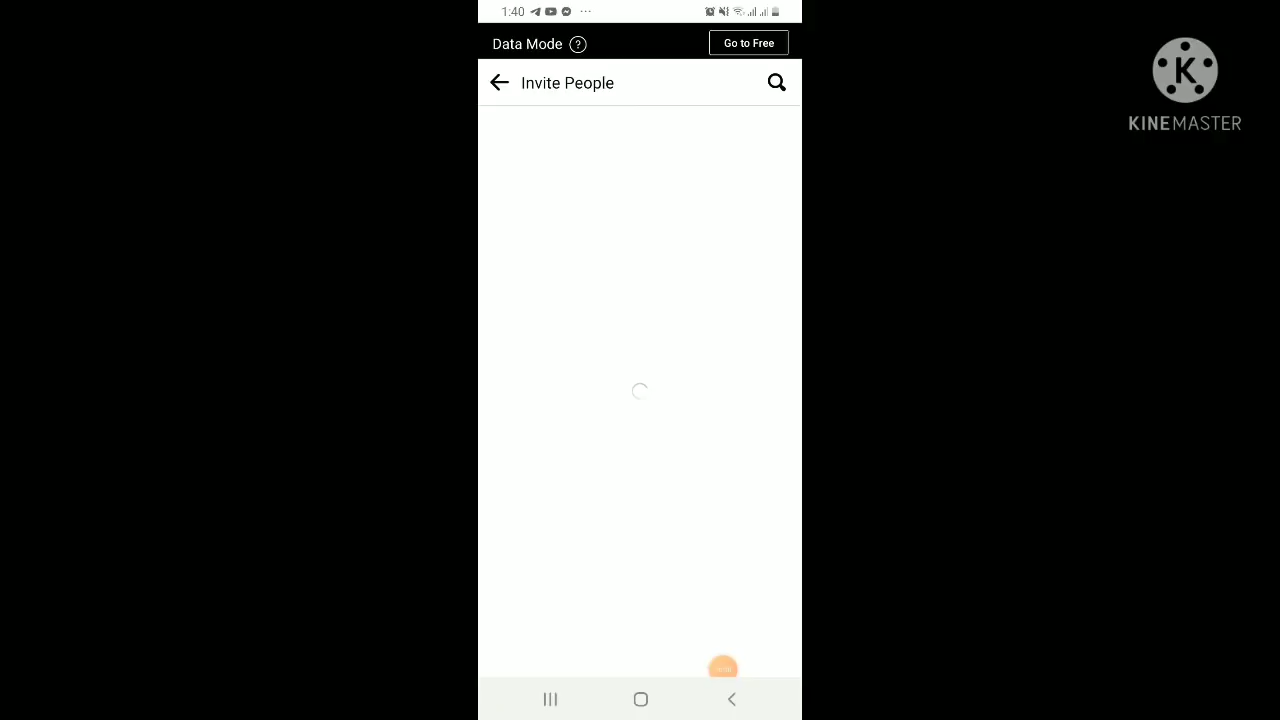 1:40
Data Mode ?
Go to Free
Invite People
K
KINEMASTER